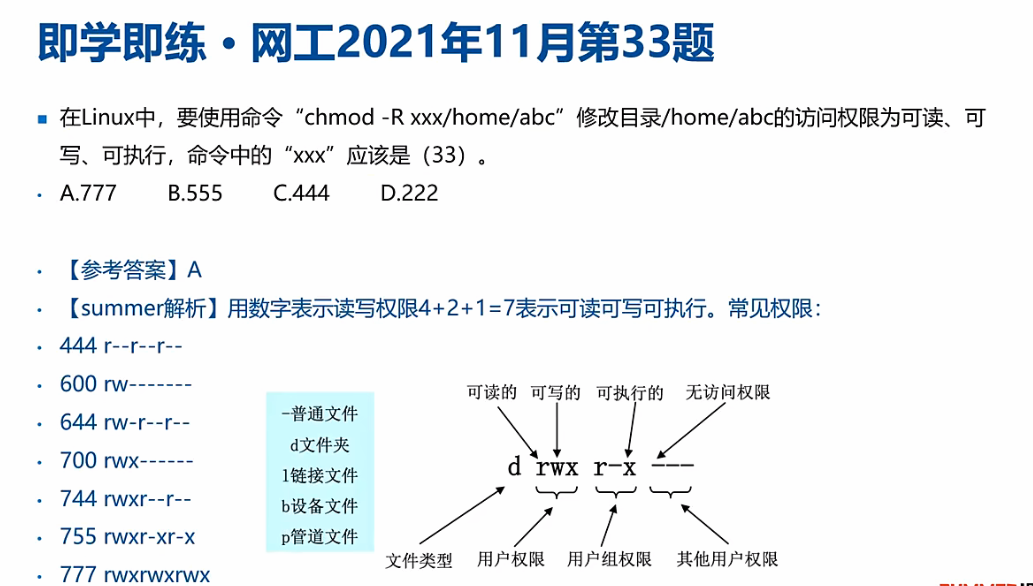 即学即练·网工2021年11月第33题
在Linux中，要使用命令“chmod -R xxx/home/abc”修改目录/home/abc的访问权限为可读、可
写、可执行，命令中的“xxx”应该是（33）。
A.777 B.555 C.444 D.222
【参考答案】A
【summer解析】用数字表示读写权限4+2+1=7表示可读可写可执行。常见权限：
444 r--r--r--
600 rw-------
644 rw-r--r--
700 rwx------
744 rwxr--r--
755 rwxr-xr-x
777 rwxrwxrwx
-普通文件
d文件夹
l链接文件
b设备文件
p管道文件
可读的 可写的 可执行的 无访问权限
d rwx r-x ---
文件类型 用户权限 用户组权限 其他用户权限